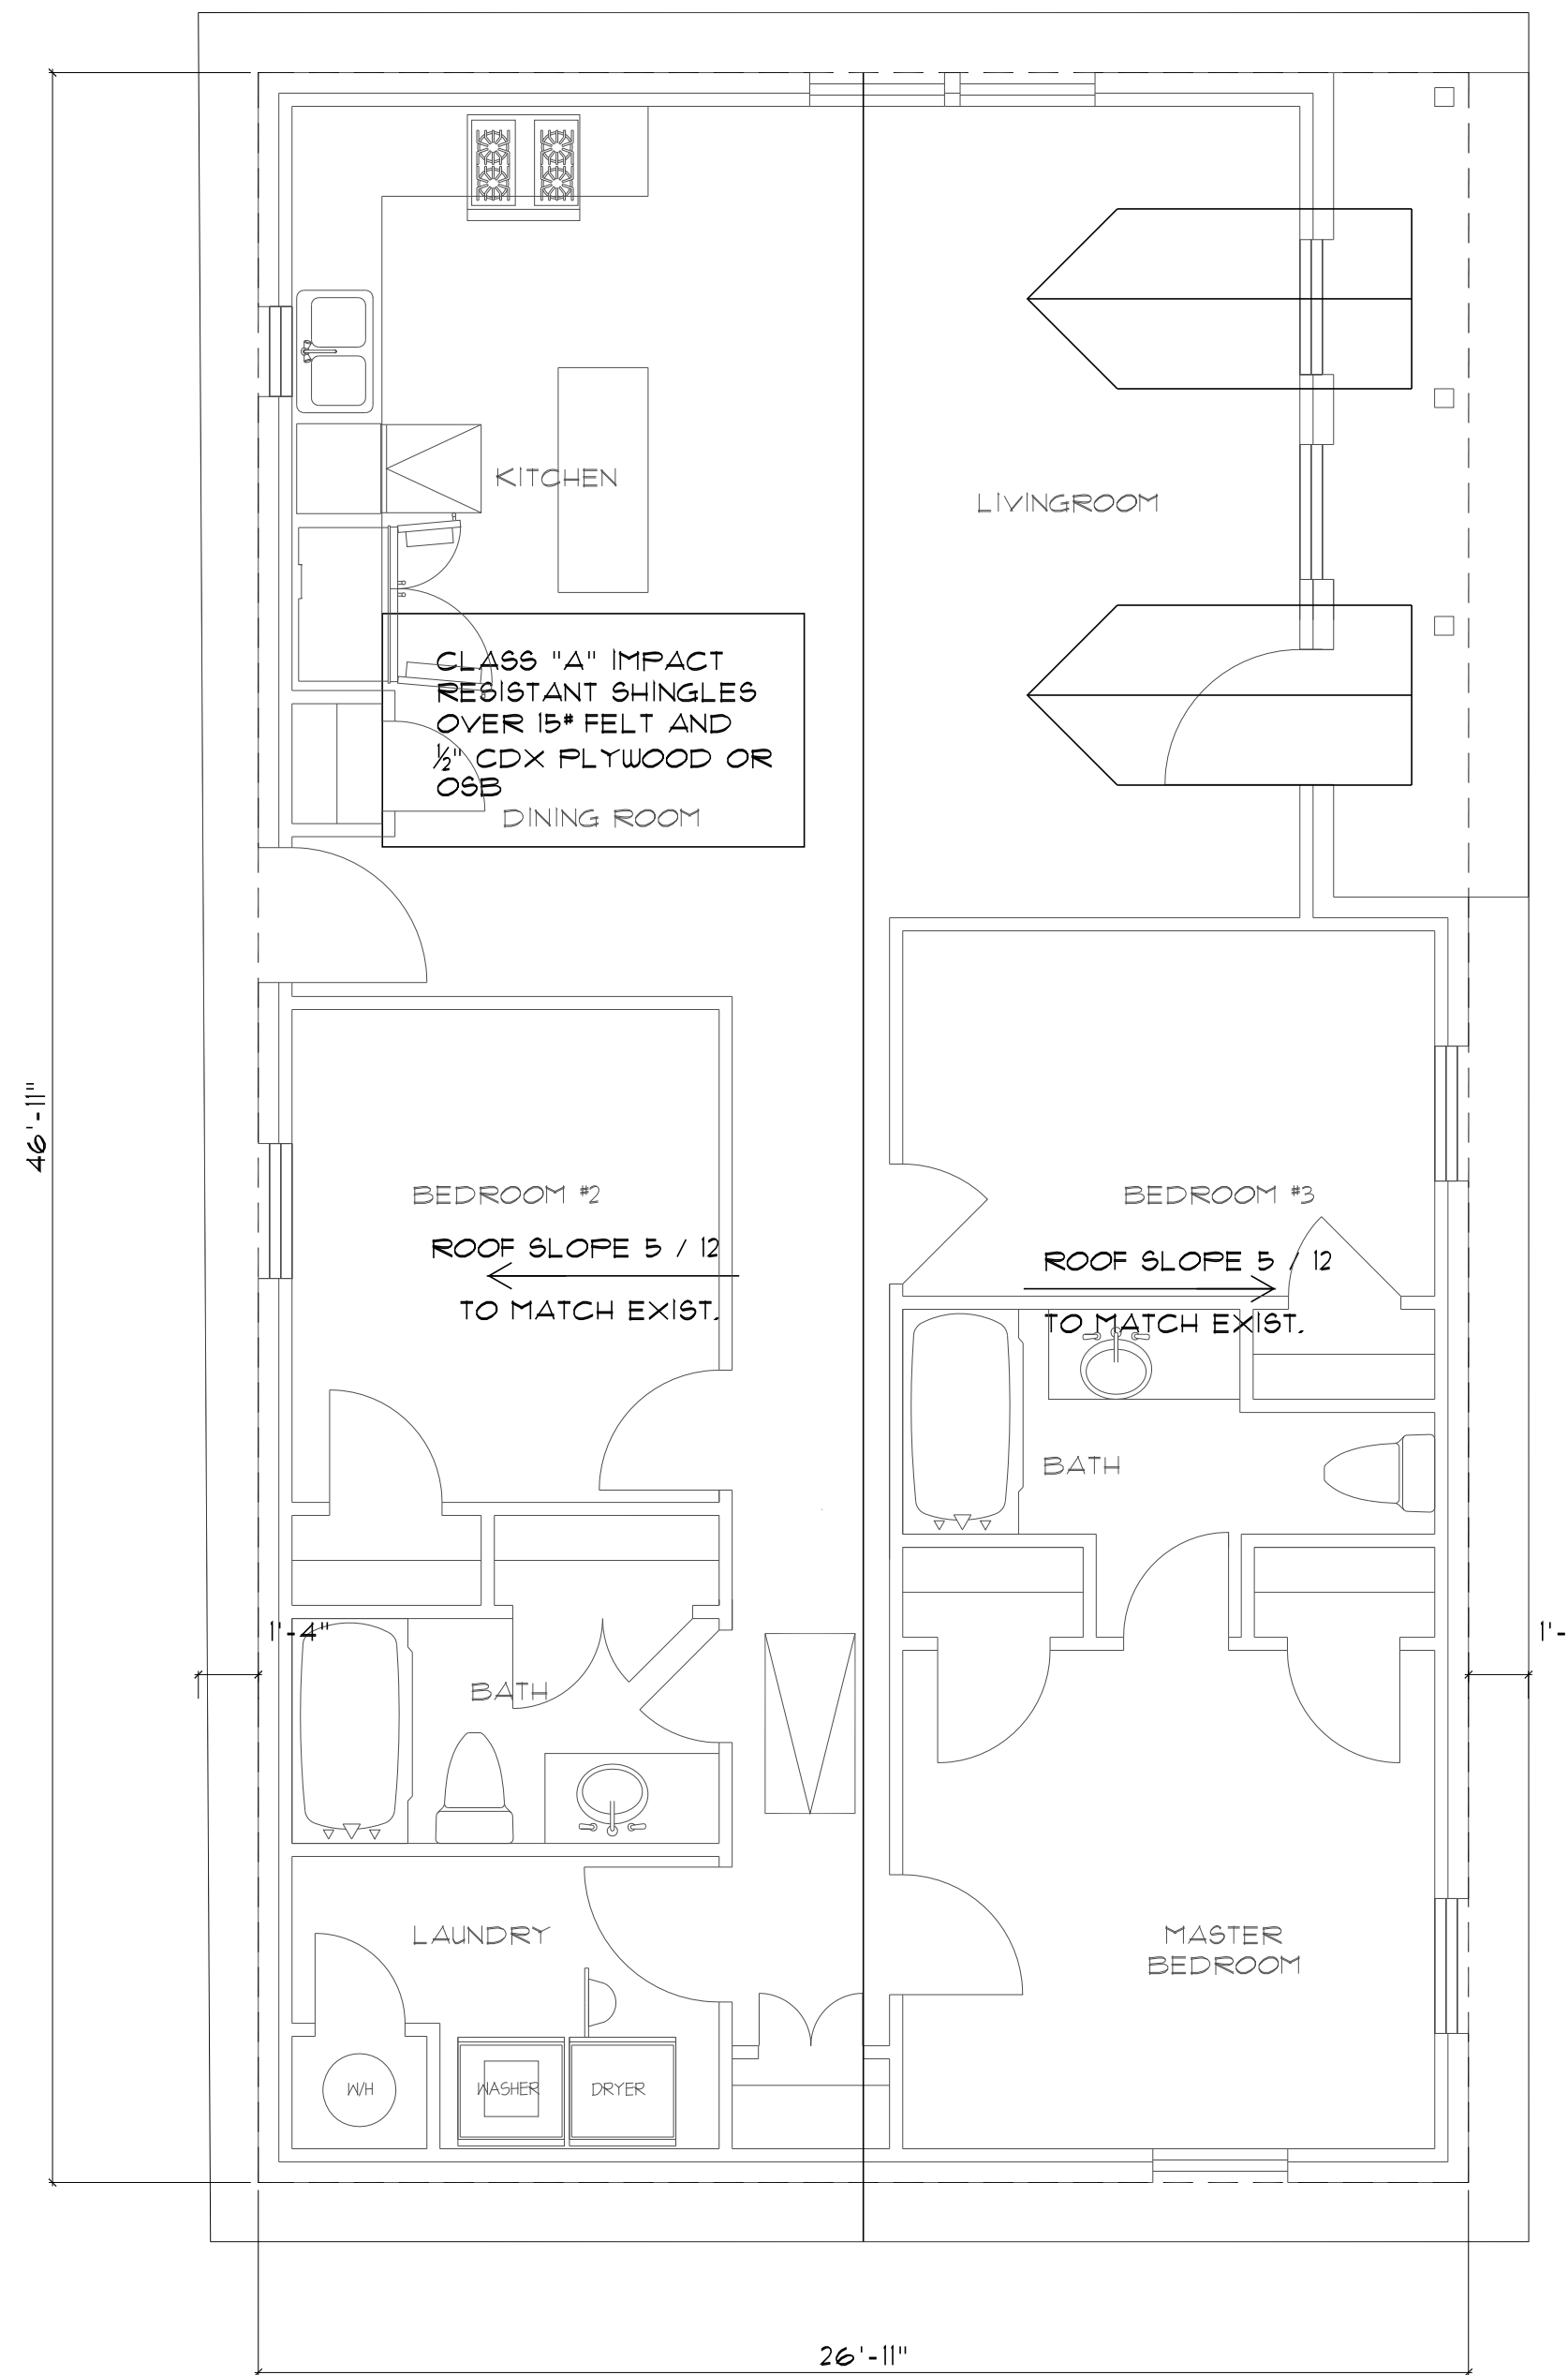 KITCHEN
LIVINGROOM
CLASS "A" IMPACT
RESISTANT SHINGLES
OVER 15# FELT AND
½" CDX PLYWOOD OR
OSB
DINING ROOM
46'-11"
BEDROOM #2
BEDROOM #3
ROOF SLOPE 5 / 12
TO MATCH EXIST.
ROOF SLOPE 5 / 12
TO MATCH EXIST.
BATH
1'-4"
1'-
BATH
LAUNDRY
MASTER
BEDROOM
W/H
WASHER
DRYER
26'-11"